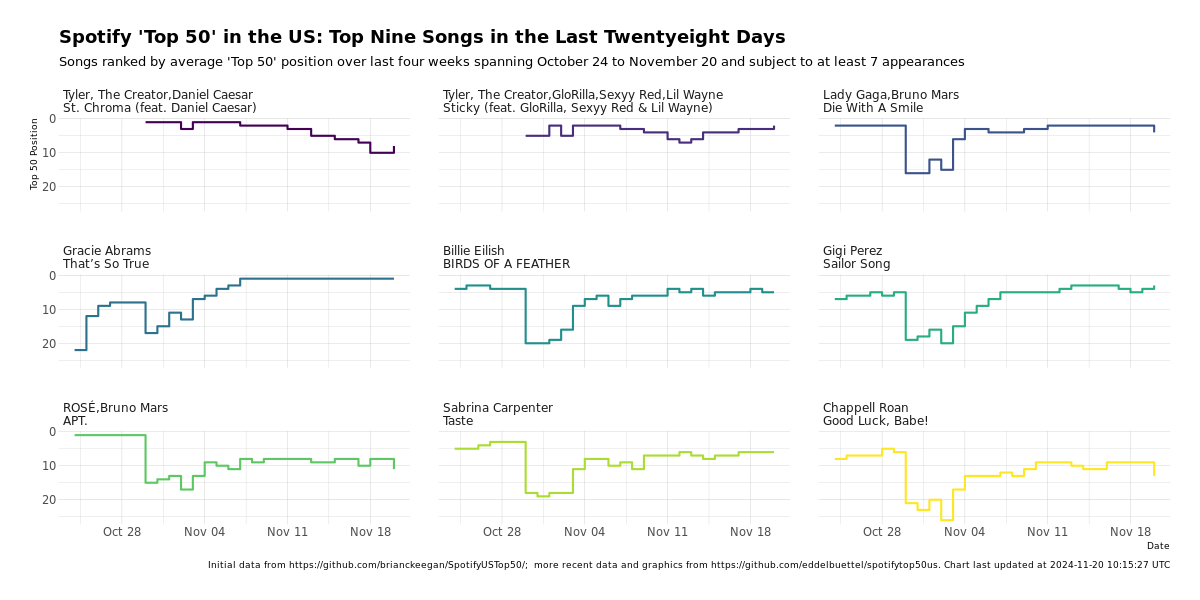 Spotify 'Top 50' in the US: Top Nine Songs in the Last Twentyeight Days
Songs ranked by average 'Top 50' position over last four weeks spanning October 24 to November 20 and subject to at least 7 appearances
Tyler, The Creator,Daniel Caesar
St. Chroma (feat. Daniel Caesar)
Tyler, The Creator,GloRilla,Sexyy Red,Lil Wayne
Sticky (feat. GloRilla, Sexyy Red & Lil Wayne)
Lady Gaga,Bruno Mars
Die With A Smile
0
10
20
Top 50 Position
Gracie Abrams
That’s So True
Billie Eilish
BIRDS OF A FEATHER
Gigi Perez
Sailor Song
0
10
20
ROSÉ,Bruno Mars
APT.
Sabrina Carpenter
Taste
Chappell Roan
Good Luck, Babe!
0
10
20
Oct 28 Nov 04 Nov 11 Nov 18
Oct 28 Nov 04 Nov 11 Nov 18
Oct 28 Nov 04 Nov 11 Nov 18
Date
Initial data from https://github.com/brianckeegan/SpotifyUSTop50/;  more recent data and graphics from https://github.com/eddelbuettel/spotifytop50us. Chart last updated at 2024-11-20 10:15:27 UTC